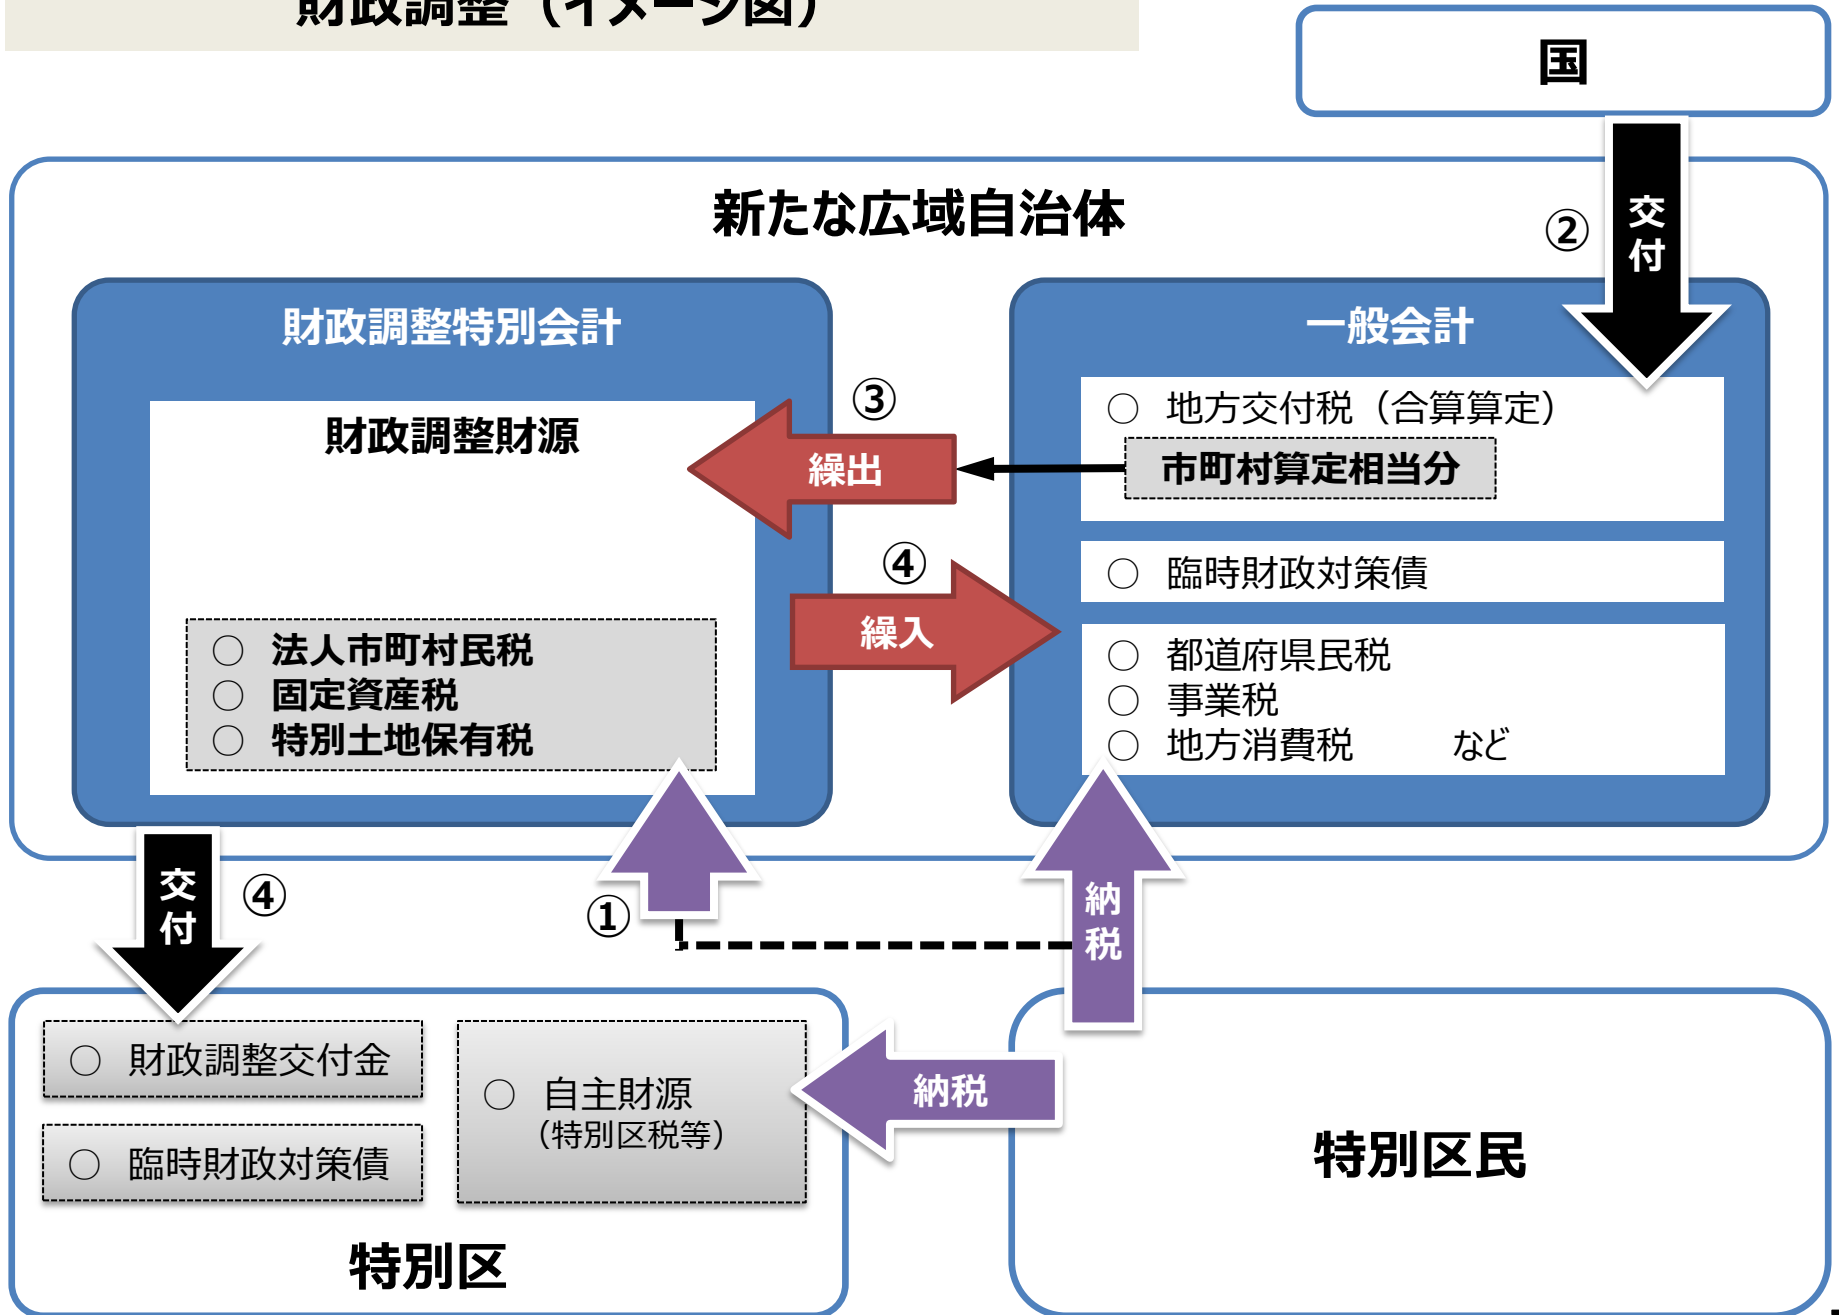 財政調整（イメージ図）
国
新たな広域自治体
②
交付
財政調整特別会計
一般会計
財政調整財源
③
繰出
○ 地方交付税（合算算定）
市町村算定相当分
④
繰入
○ 臨時財政対策債
○ 法人市町村民税
○ 固定資産税
○ 特別土地保有税
○ 都道府県民税
○ 事業税
○ 地方消費税 など
交付
④
①
納税
○ 財政調整交付金
○ 臨時財政対策債
○ 自主財源
（特別区税等）
納税
特別区
特別区民